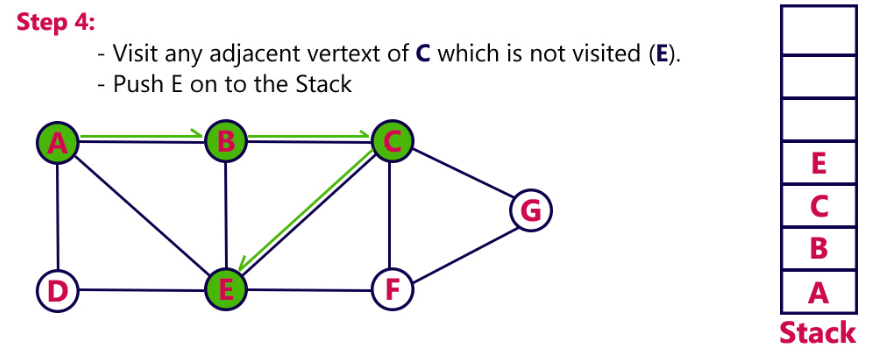 Step 4:
- Visit any adjacent vertext of C which is not visited (E).
- Push E on to the Stack
A
B
C
G
D
E
F
E
C
B
A
Stack